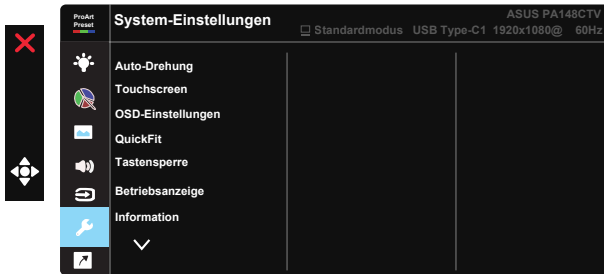 ProArt
Preset
System-Einstellungen
ASUS PA148CTV
Standardmodus USB Type-C1 1920x1080@ 60Hz
Auto-Drehung
Touchscreen
OSD-Einstellungen
QuickFit
Tastensperre
Betriebsanzeige
Information